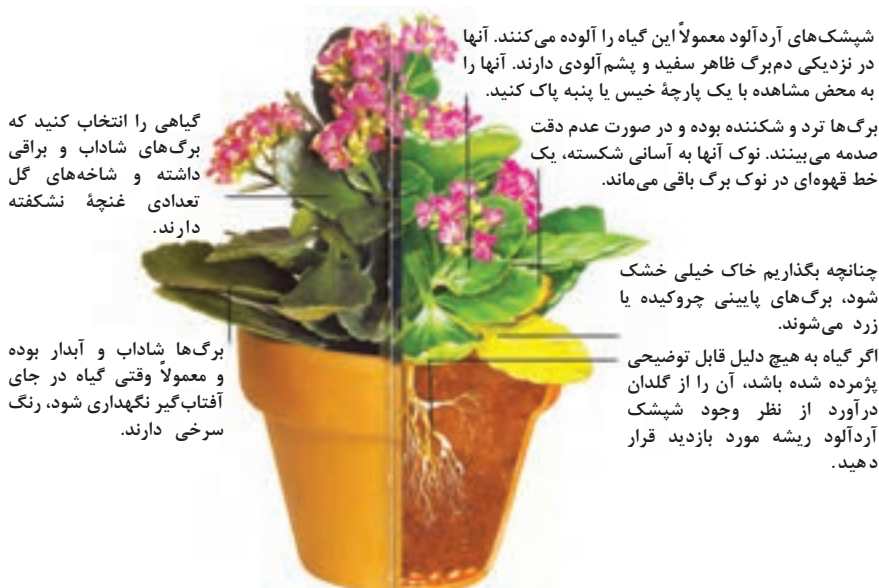 شپشک‌های آردآلود معمولاً این گیاه را آلوده می‌کنند. آنها
در نزدیکی دم‌برگ ظاهر سفید و پشم‌آلودی دارند. آنها را
به محض مشاهده با یک پارچهٔ خیس یا پنبه پاک کنید.
برگ‌ها ترد و شکننده بوده و در صورت عدم دقت
صدمه می‌بینند. نوک آنها به آسانی شکسته، یک
خط قهوه‌ای در نوک برگ باقی می‌ماند.
چنانچه بگذاریم خاک خیلی خشک
شود، برگ‌های پایینی چروکیده یا
زرد می‌شوند.
اگر گیاه به هیچ دلیل قابل توضیحی
پژمرده شده باشد، آن را از گلدان
درآورد از نظر وجود شپشک
آردآلود ریشه مورد بازدید قرار
دهید.
گیاهی را انتخاب کنید که
برگ‌های شاداب و براقی
داشته و شاخه‌های گل
تعدادی غنچهٔ نشکفته
دارند.
برگ‌ها شاداب و آبدار بوده
و معمولاً وقتی گیاه در جای
آفتاب‌گیر نگهداری شود، رنگ
سرخی دارند.